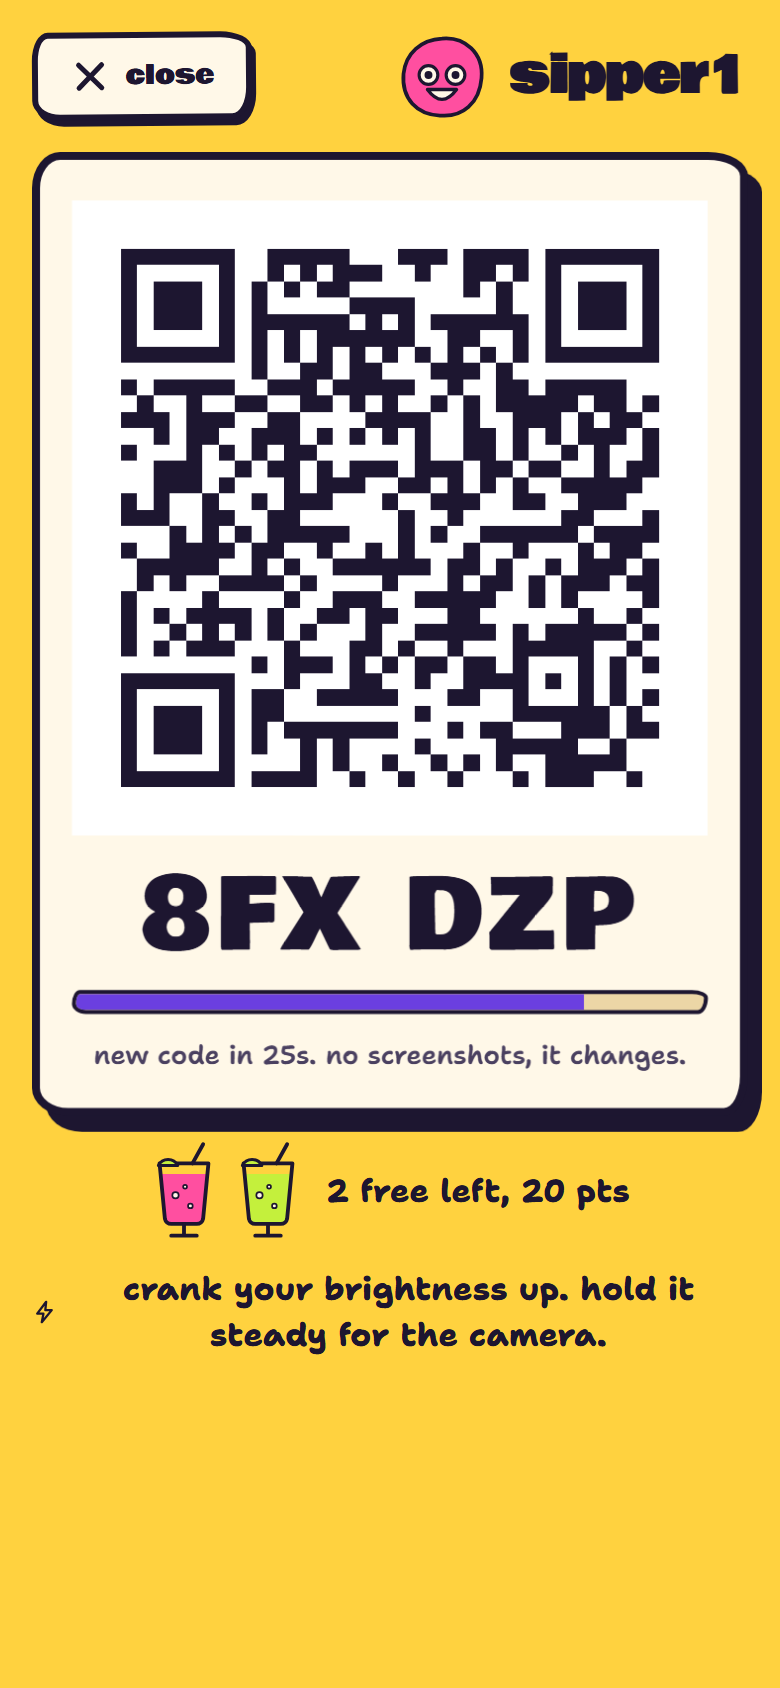 close
sipper1
8FX DZP
new code in 25s. no screenshots, it changes.
2 free left, 20 pts
crank your brightness up. hold it
steady for the camera.